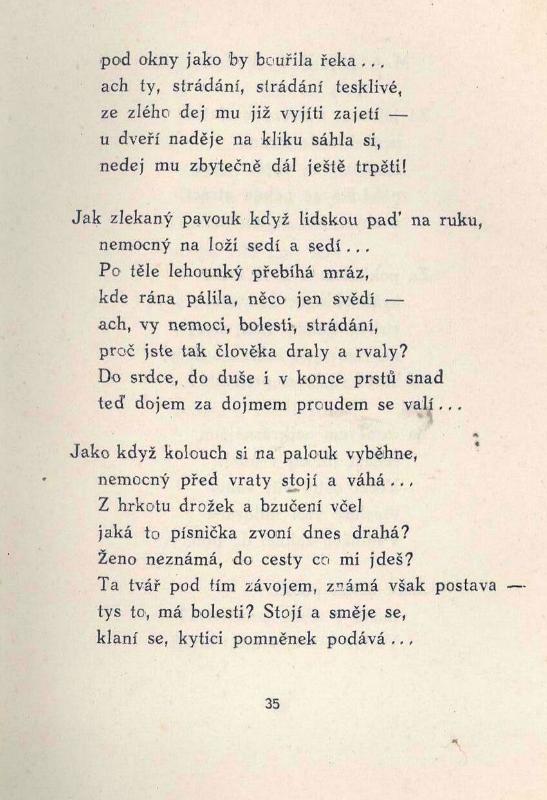 pod okny jako by bouřila řeka...
ach ty, strádání, strádání tesklivé,
ze zlého dej mu již vyjíti zajetí —
u dveří naděje na kliku sáhla si,
nedej mu zbytečně dál ještě trpěti!
Jak zlekaný pavouk když lidskou pad' na ruku,
nemocný na loží sedí a sedí...
Po těle lehounký přebíhá mráz,
kde rána pálila, něco jen svědí —
ach, vy nemoci, bolesti, strádání,
proč jste tak člověka draly a rvaly?
Do srdce, do duše i v konce prstů snad
teď dojem za dojmem proudem se valí...
Jako když kolouch si na palouk vyběhne,
nemocný před vraty stojí a váhá...
Z hrkotu drožek a bzučení včel
jaká to písnička zvoní dnes drahá?
Ženo neznámá, do cesty co mi jdeš?
Ta tvář pod tím závojem, známá však postava —
tys to, má bolesti? Stojí a směje se,
klaní se, kytici pomněnek podává...
35